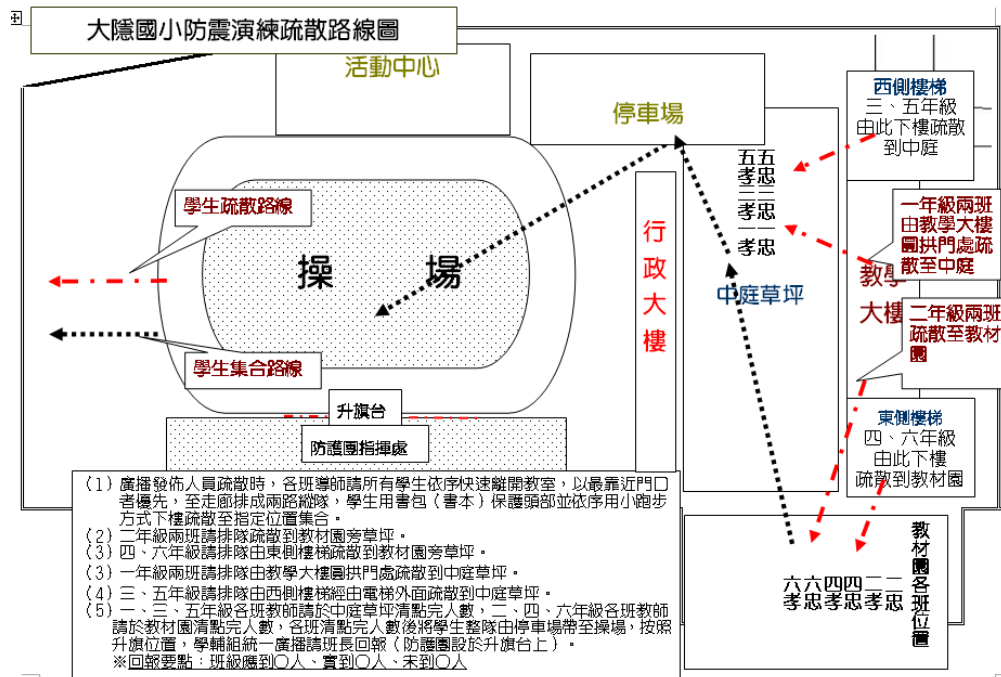 大隱國小防震演練疏散路線圖
活動中心
停車場
西側樓梯
三、五年級
由此下樓疏散
到中庭
五孝三孝一孝
五忠三忠一忠
學生疏散路線
一年級兩班
由教學大樓
圓拱門處疏
散至中庭
操場
行政大樓
中庭草坪
教學
大樓
二年級兩班
疏散至教材
園
學生集合路線
升旗台
防護團指揮處
東側樓梯
四、六年級
由此下樓
疏散到教材園
(1) 廣播發佈人員疏散時，各班導師請所有學生依序快速離開教室，以最靠近門口
者優先，至走廊排成兩路縱隊，學生用書包（書本）保護頭部並依序用小跑步
方式下樓疏散至指定位置集合。
(2) 二年級兩班請排隊疏散到教材園旁草坪。
(3) 四、六年級請排隊由東側樓梯疏散到教材園旁草坪。
(3) 一年級兩班請排隊由教學大樓圓拱門處疏散到中庭草坪。
(4) 三、五年級請排隊由西側樓梯經由電梯外面疏散到中庭草坪。
(5) 一、三、五年級各班教師請於中庭草坪清點完人數，二、四、六年級各班教師
請於教材園清點完人數，各班清點完人數後將學生整隊由停車場帶至操場，按照
升旗位置，學輔組統一廣播請班長回報（防護團設於升旗台上）。
※回報要點：班級應到○人、實到○人、未到○人
教材園各班位置
六孝
六忠
四孝
四忠
二孝
二忠